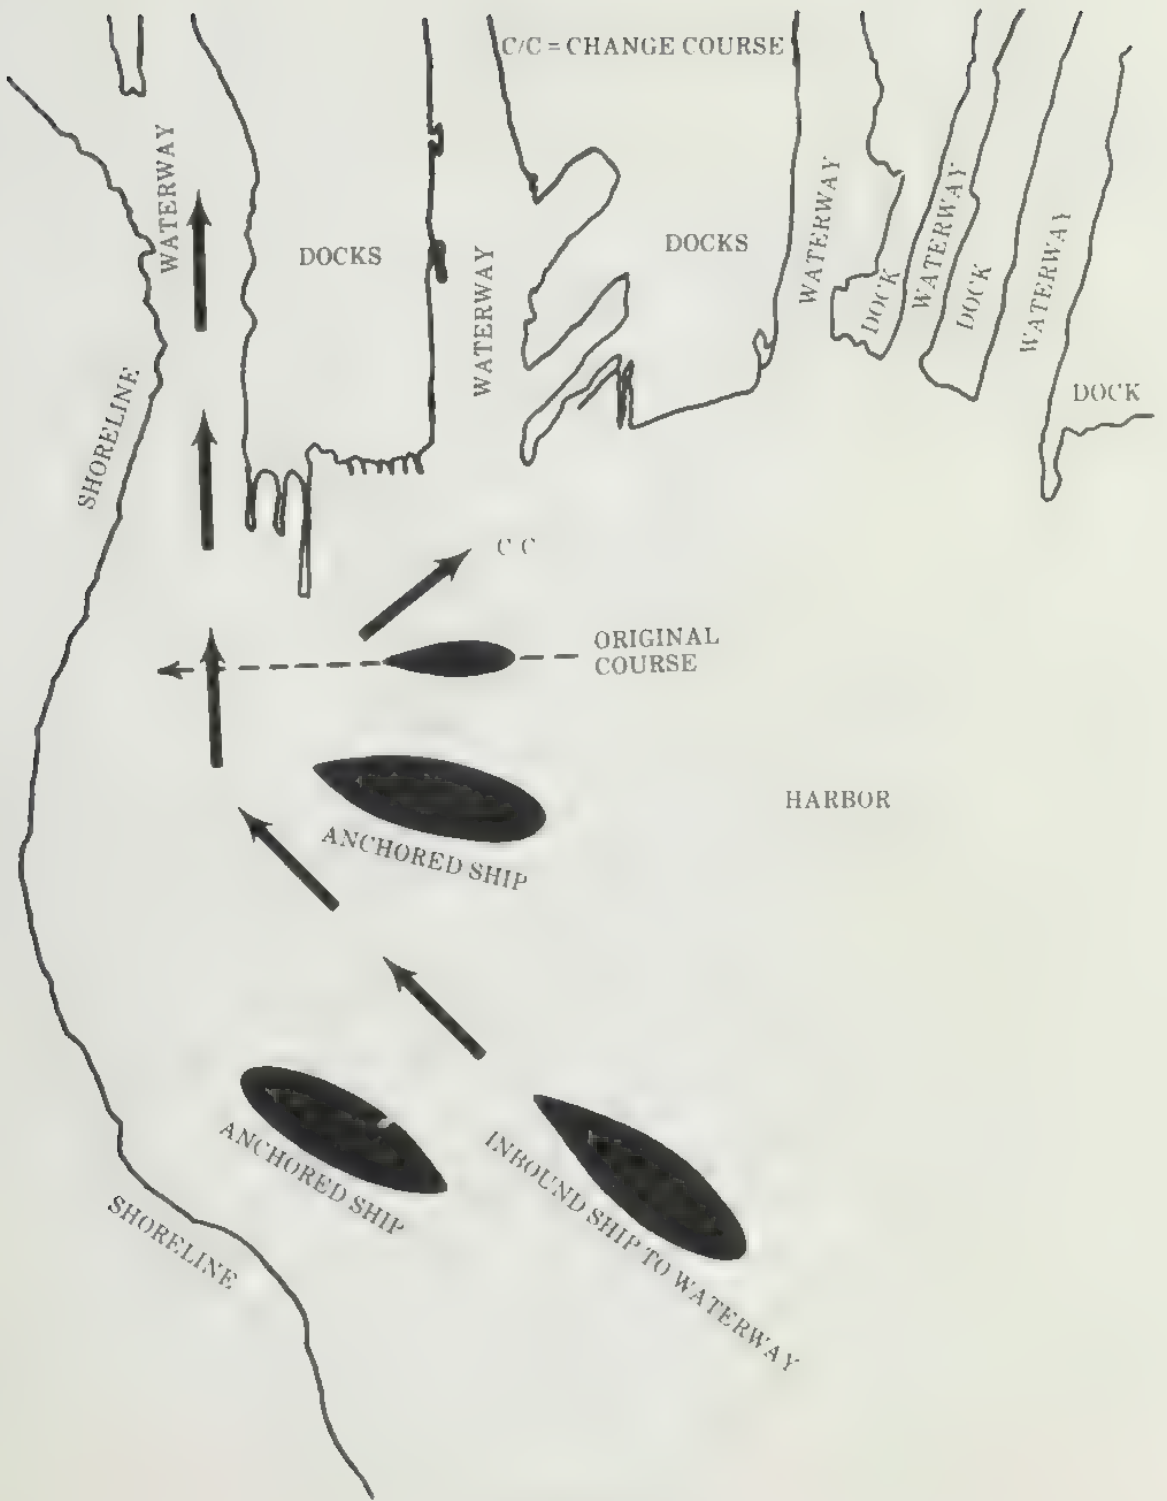 C/C = CHANGE COURSE
WATERWAY
DOCKS
WATERWAY
DOCKS
WATERWAY
DOCK
WATERWAY
DOCK
WATERWAY
DOCK
SHORELINE
C C
ORIGINAL
COURSE
HARBOR
ANCHORED SHIP
ANCHORED SHIP
INBOUND SHIP TO WATERWAY
SHORELINE